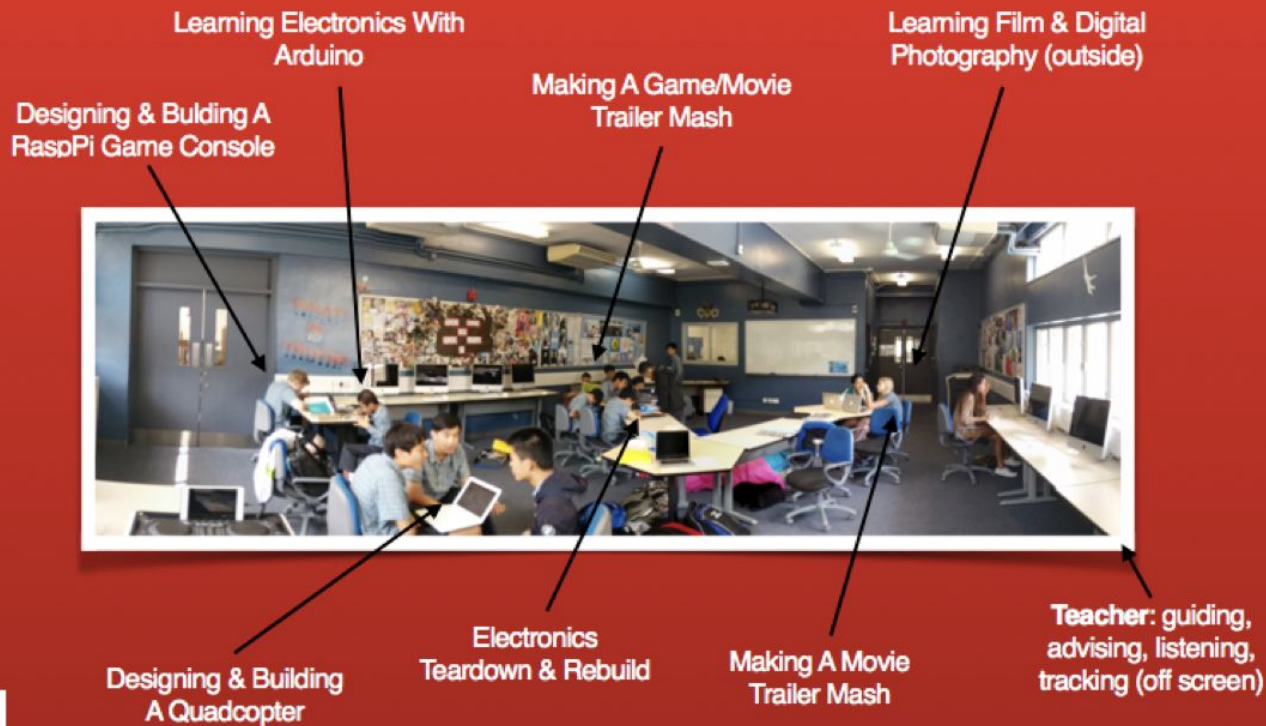 Learning Electronics With
Arduino
Learning Film & Digital
Photography (outside)
Making A Game/Movie
Trailer Mash
Designing & Bulding A
RaspPi Game Console
Electronics
Teardown & Rebuild
Making A Movie
Trailer Mash
Teacher: guiding,
advising, listening,
tracking (off screen)
Designing & Building
A Quadcopter